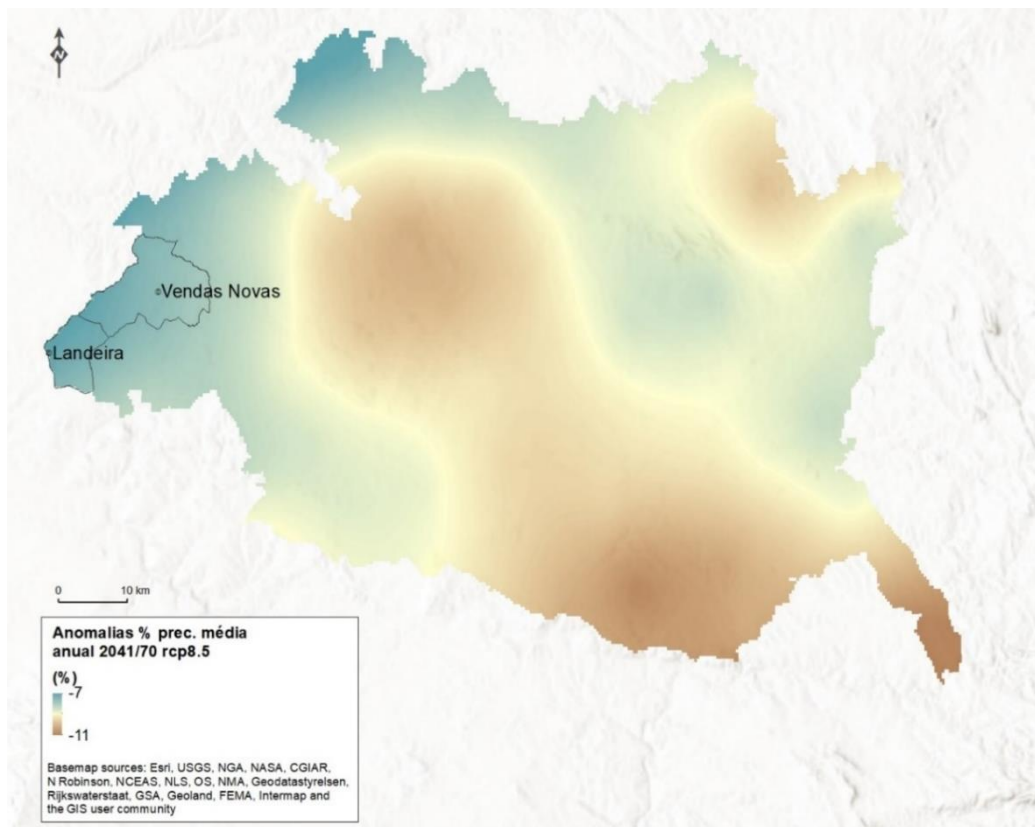 N
Vendas Novas
Landeira
0 10 km
Anomalias % prec. média
anual 2041/70 rcp8.5
(%)
-7
-11
Basemap sources: Esri, USGS, NGA, NASA, CGIAR,
N Robinson, NCEAS, NLS, OS, NMA, Geodatastyrelsen,
Rijkswaterstaat, GSA, Geoland, FEMA, Intermap and
the GIS user community